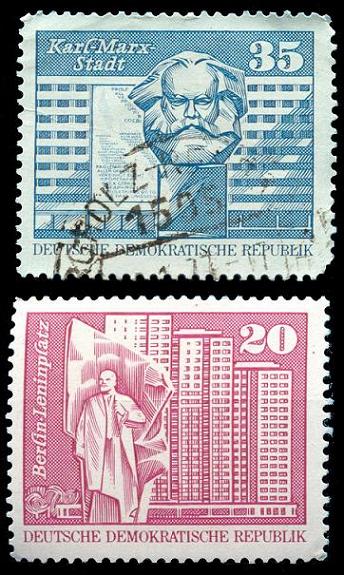 Karl-Marx-
Stadt
35
DEUTSCHE DEMOKRATISCHE REPUBLIK
Berlin-Leninplatz
20
DEUTSCHE DEMOKRATISCHE REPUBLIK